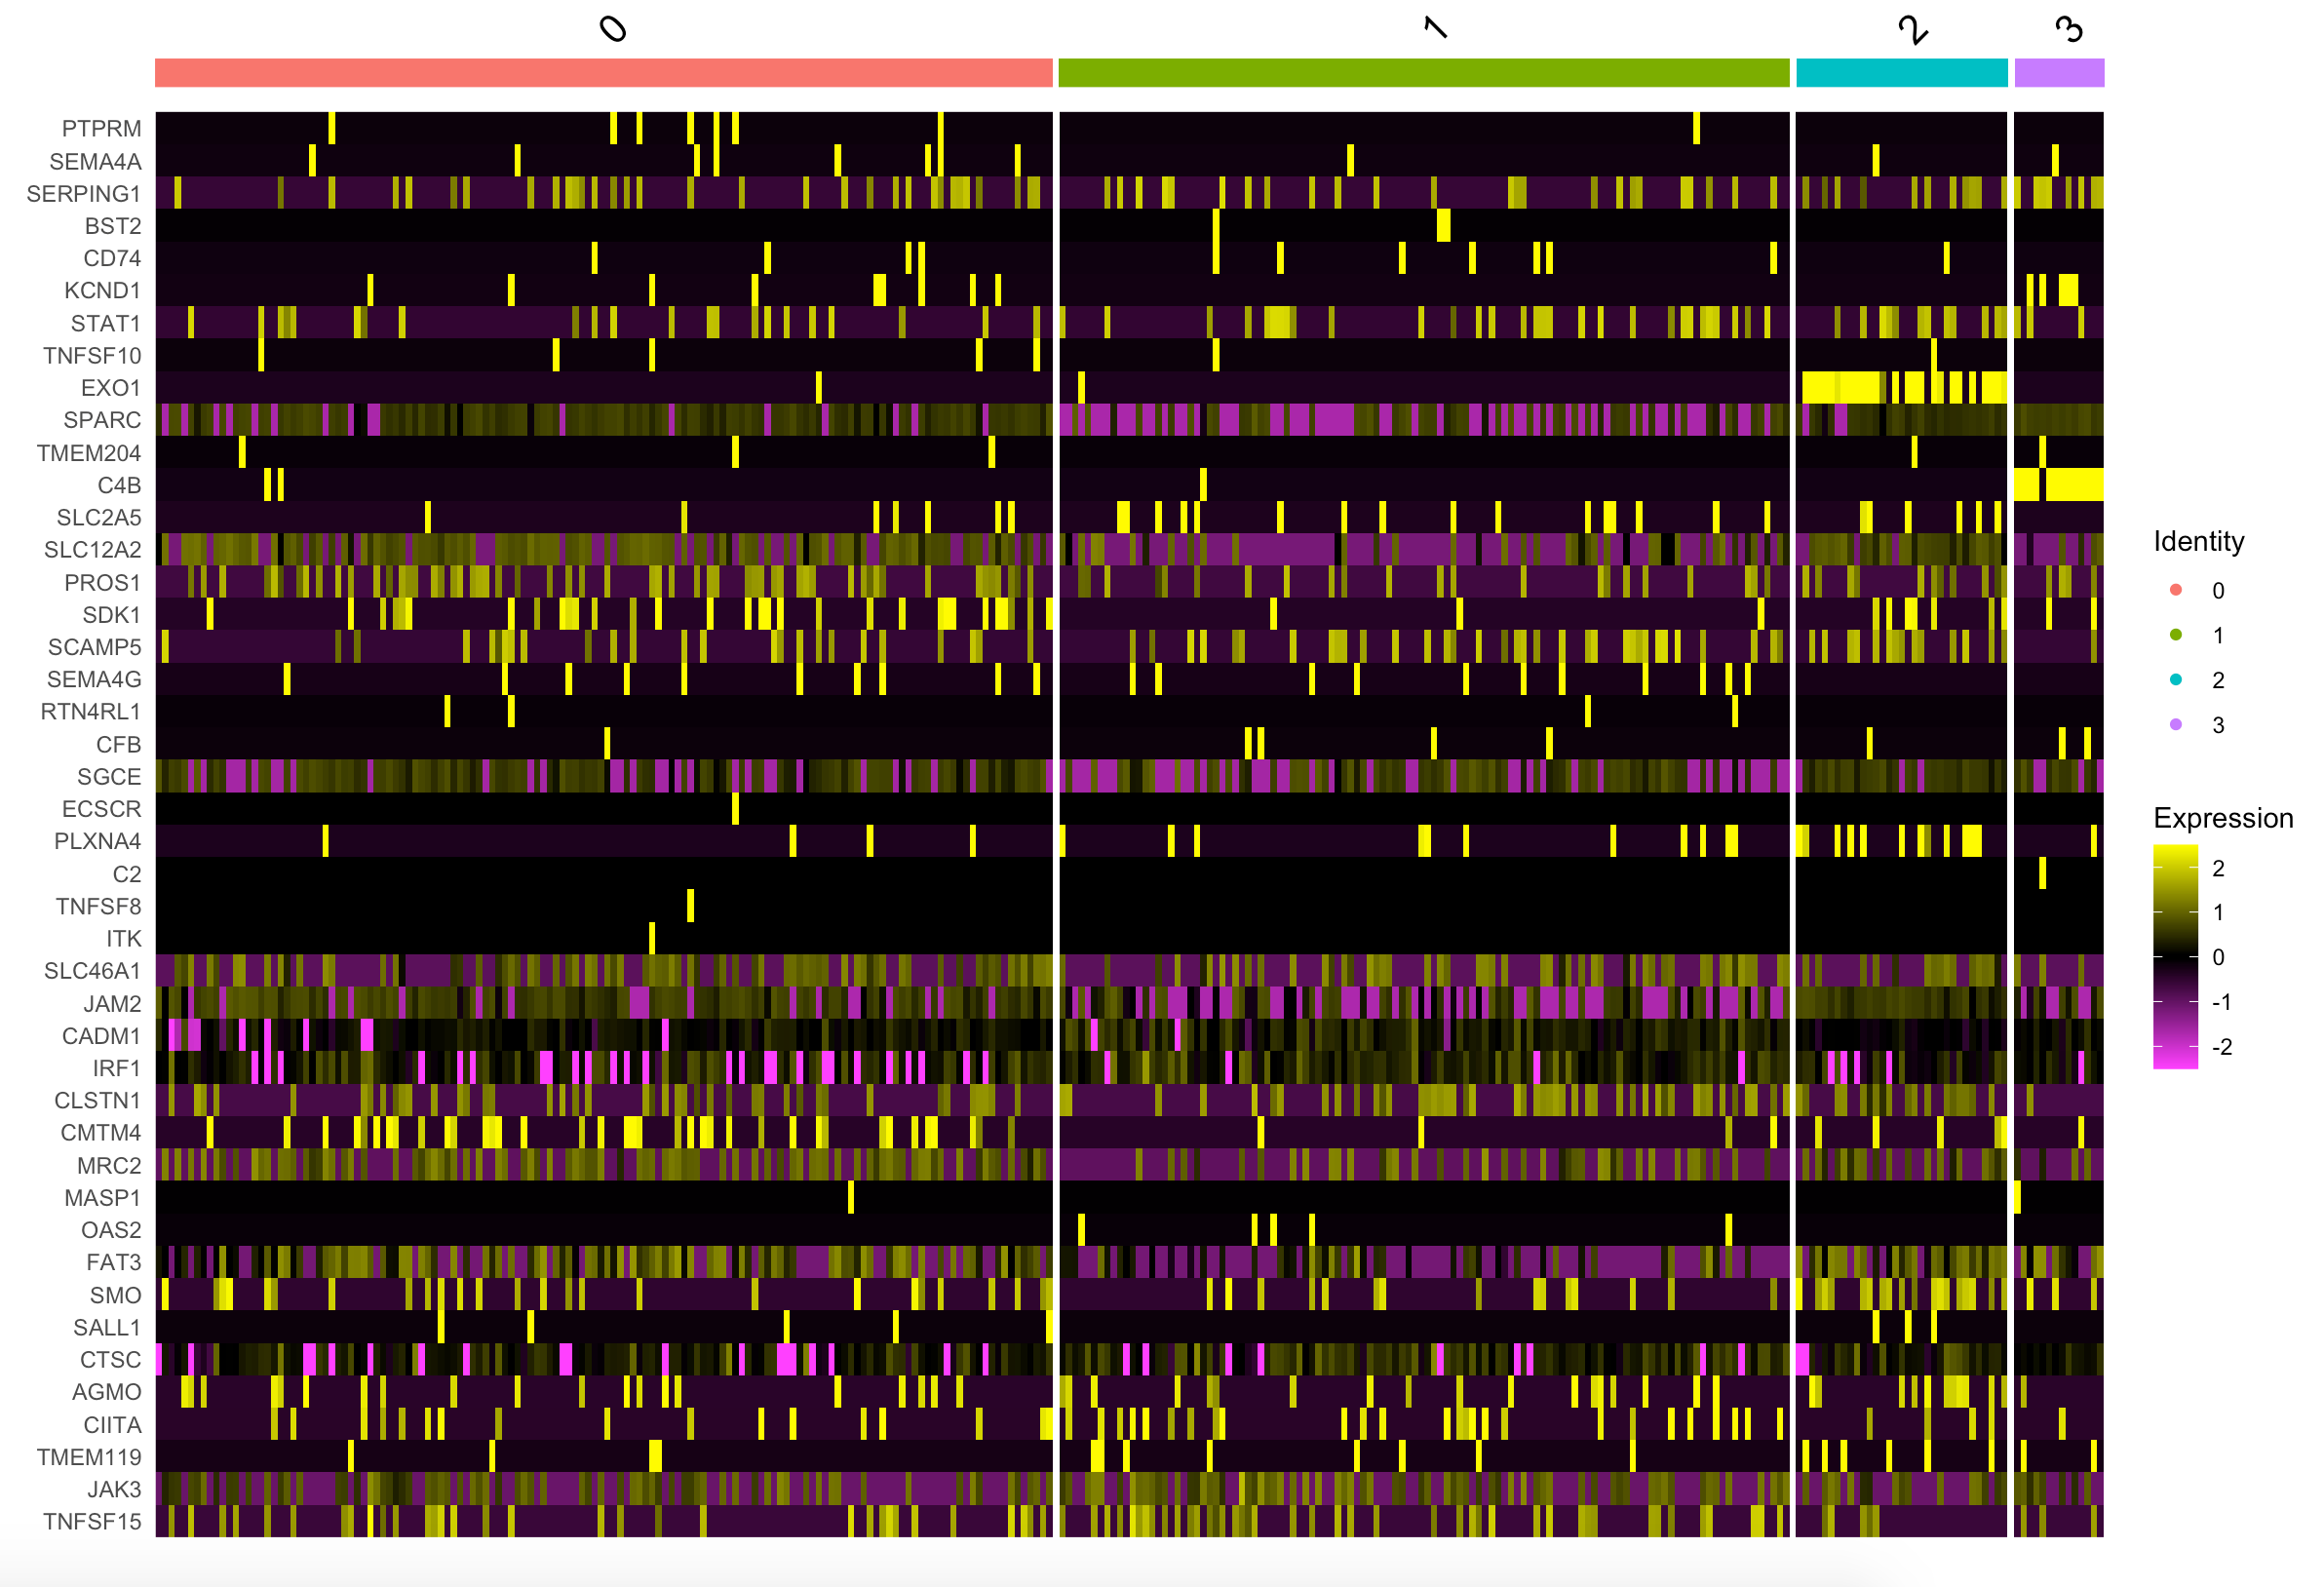 0 1 2 3
PTPRM
SEMA4A
SERPING1
BST2
CD74
KCND1
STAT1
TNFSF10
EXO1
SPARC
TMEM204
C4B
SLC2A5
SLC12A2
PROS1
SDK1
SCAMP5
SEMA4G
RTN4RL1
CFB
SGCE
ECSCR
PLXNA4
C2
TNFSF8
ITK
SLC46A1
JAM2
CADM1
IRF1
CLSTN1
CMTM4
MRC2
MASP1
OAS2
FAT3
SMO
SALL1
CTSC
AGMO
CIITA
TMEM119
JAK3
TNFSF15
Identity
0
1
2
3
Expression
2
1
0
-1
-2